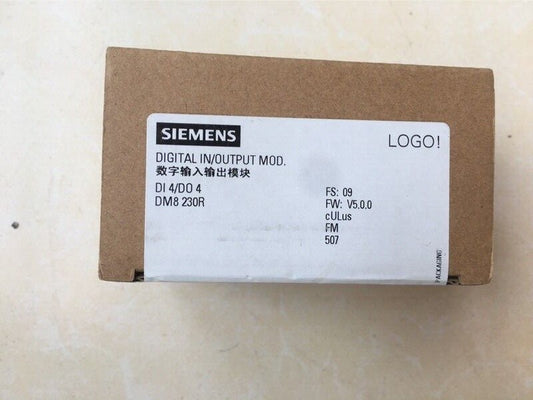 SIEMENS
LOGO!
DIGITAL IN/OUTPUT MOD.
数字输入输出模块
DI 4/DO 4
DM8 230R
FS: 09
FW: V5.0.0
cULus
FM
507
PACKAGING